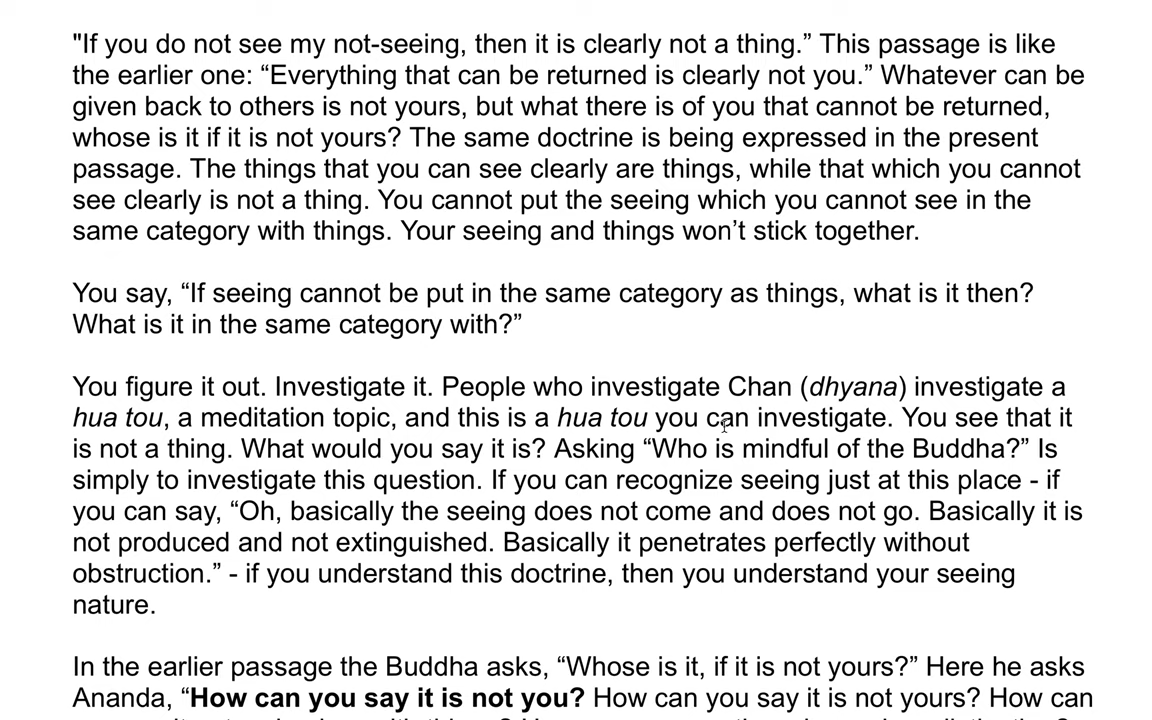 "If you do not see my not-seeing, then it is clearly not a thing.” This passage is like
the earlier one: “Everything that can be returned is clearly not you.” Whatever can be
given back to others is not yours, but what there is of you that cannot be returned,
whose is it if it is not yours? The same doctrine is being expressed in the present
passage. The things that you can see clearly are things, while that which you cannot
see clearly is not a thing. You cannot put the seeing which you cannot see in the
same category with things. Your seeing and things won’t stick together.
You say, “If seeing cannot be put in the same category as things, what is it then?
What is it in the same category with?”
You figure it out. Investigate it. People who investigate Chan (dhyana) investigate a
hua tou, a meditation topic, and this is a hua tou you can investigate. You see that it
is not a thing. What would you say it is? Asking “Who is mindful of the Buddha?” Is
simply to investigate this question. If you can recognize seeing just at this place - if
you can say, “Oh, basically the seeing does not come and does not go. Basically it is
not produced and not extinguished. Basically it penetrates perfectly without
obstruction.” - if you understand this doctrine, then you understand your seeing
nature.
In the earlier passage the Buddha asks, “Whose is it, if it is not yours?” Here he asks
Ananda, “How can you say it is not you? How can you say it is not yours? How can